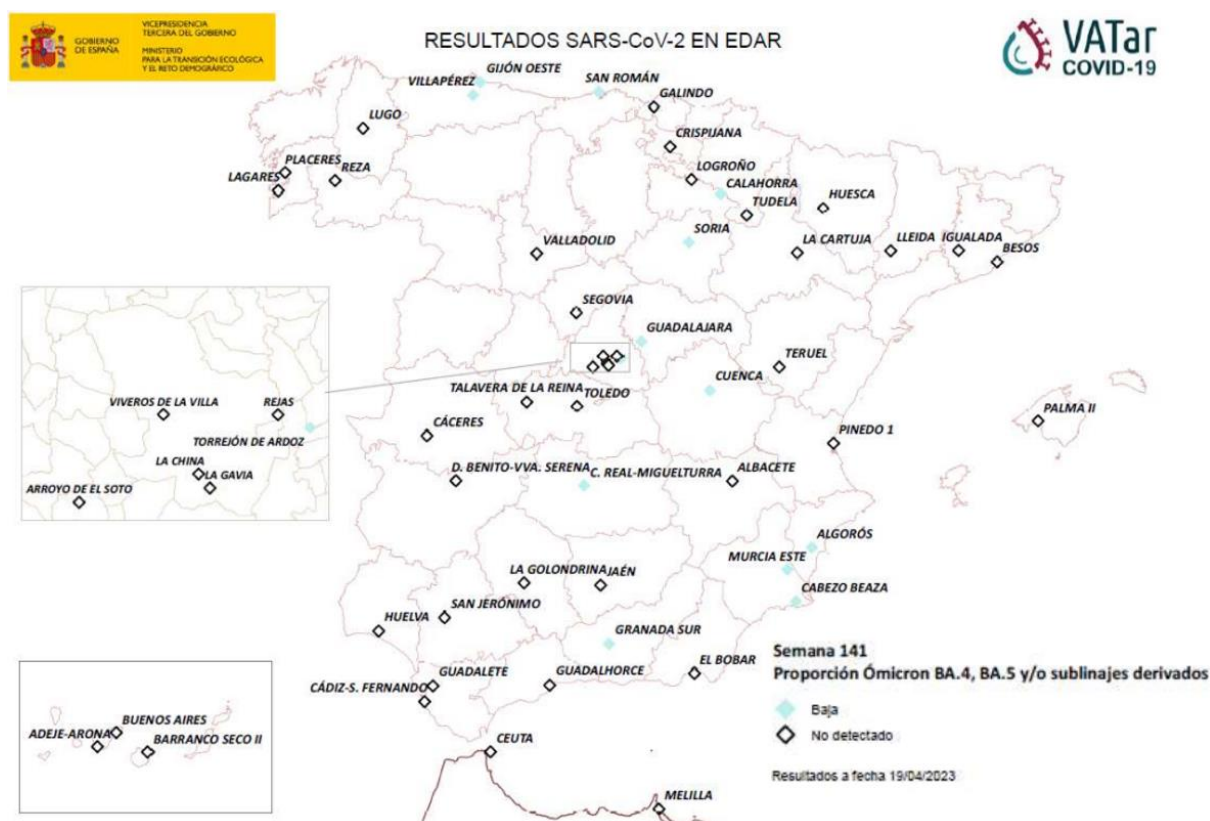 GOBIERNO
DE ESPAÑA
VICEPRESIDENCIA
TERCERA DEL GOBIERNO
MINISTERIO
PARA LA TRANSICIÓN ECOLÓGICA
Y EL RETO DEMOGRÁFICO
RESULTADOS SARS-CoV-2 EN EDAR
VATar
COVID-19
GIJÓN OESTE
VILLAPÉREZ
SAN ROMÁN
GALINDO
LUGO
CRISPIJANA
PLACERES
REZA
LAGARES
LOGROÑO
CALAHORRA
TUDELA
HUESCA
SORIA
VALLADOLID
LA CARTUJA
LLEIDA
IGUALADA
BESOS
SEGOVIA
GUADALAJARA
TERUEL
CUENCA
TALAVERA DE LA REINA
TOLEDO
VIVEROS DE LA VILLA
REJAS
TORREJÓN DE ARDOZ
LA CHINA
LA GAVIA
ARROYO DE EL SOTO
CÁCERES
PALMA II
PINEDO 1
D. BENITO-VVA. SERENA
C. REAL-MIGUELTURRA
ALBACETE
ALGORÓS
MURCIA ESTE
CABEZO BEAZA
LA GOLONDRINA
JAÉN
SAN JERÓNIMO
HUELVA
GRANADA SUR
EL BOBAR
GUADALETE
GUADALHORCE
CÁDIZ-S. FERNANDO
BUENOS AIRES
ADEJE-ARONA
BARRANCO SECO II
CEUTA
MELILLA
Semana 141
Proporción Ómicron BA.4, BA.5 y/o sublinajes derivados
Baja
No detectado
Resultados a fecha 19/04/2023